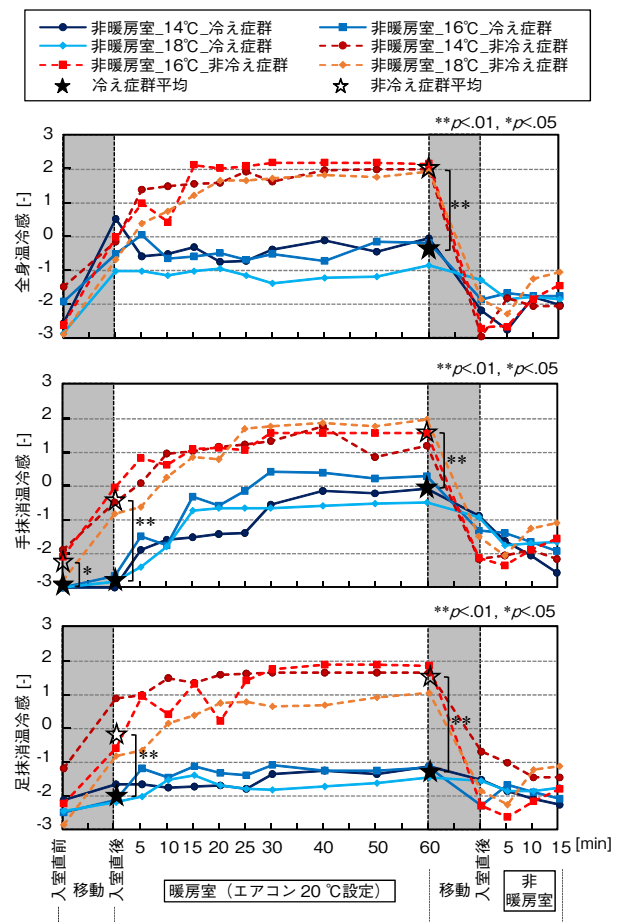 非暖房室_14℃_冷え症群 非暖房室_16℃_冷え症群
非暖房室_18℃_冷え症群 非暖房室_14℃_非冷え症群
非暖房室_16℃_非冷え症群 非暖房室_18℃_非冷え症群
冷え症群平均 非冷え症群平均
**p<.01, *p<.05
全身温冷感 [-]
3
2
1
0
-1
-2
-3
**
**p<.01, *p<.05
手抹消温冷感 [-]
3
2
1
0
-1
-2
-3
*
**
**
**p<.01, *p<.05
足抹消温冷感 [-]
3
2
1
0
-1
-2
-3
**
**
入室直前 入室直後 5 10 15 20 25 30 40 50 60 入室直後 5 10 15 [min]
移動 暖房室（エアコン 20 ℃設定） 移動 非
暖房室